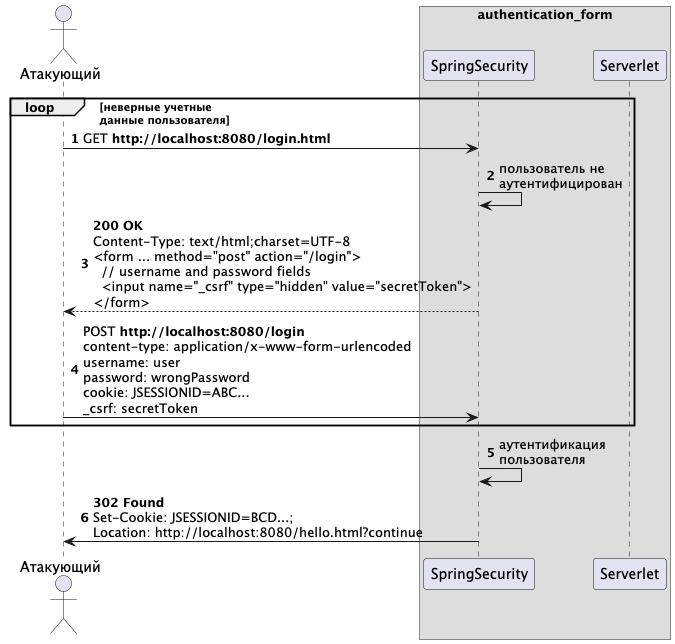 authentication_form
Атакующий
SpringSecurity
Serverlet
loop
[неверные учетные
данные пользователя]
1 GET http://localhost:8080/login.html
2 пользователь не
аутентифицирован
200 OK
Content-Type: text/html;charset=UTF-8
3 <form ... method="post" action="/login">
// username and password fields
<input name="_csrf" type="hidden" value="secretToken">
</form>
POST http://localhost:8080/login
content-type: application/x-www-form-urlencoded
username: user
4 password: wrongPassword
cookie: JSESSIONID=ABC...
_csrf: secretToken
5 аутентификация
пользователя
302 Found
6 Set-Cookie: JSESSIONID=BCD...;
Location: http://localhost:8080/hello.html?continue
Атакующий
SpringSecurity
Serverlet